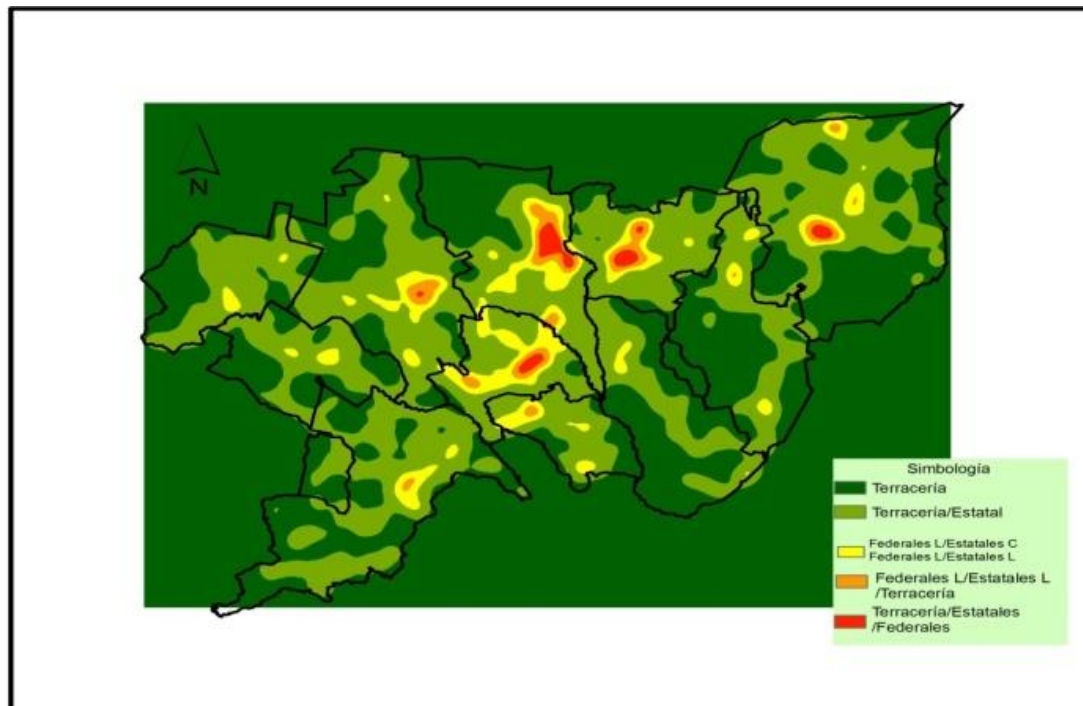 N
Simbología
Terracería
Terracería/Estatal
Federales L/Estatales C
Federales L/Estatales L
Federales L/Estatales L
/Terracería
Terracería/Estatales
/Federales